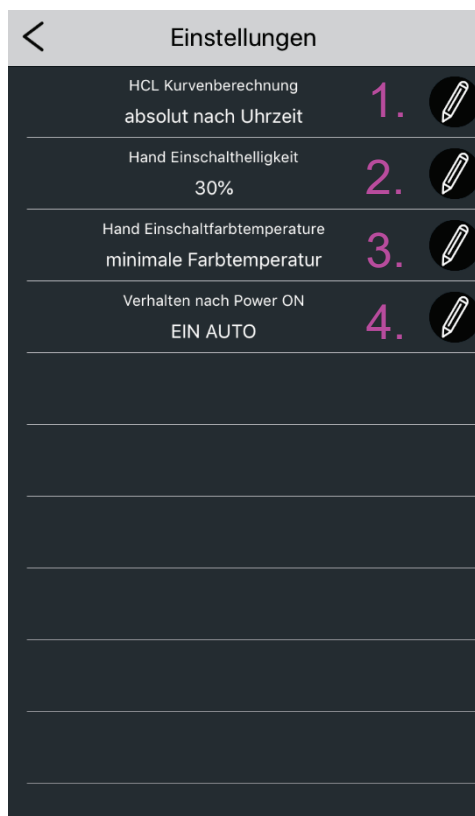 Einstellungen
HCL Kurvenberechnung
absolut nach Uhrzeit
1.
Hand Einschalthelligkeit
30%
2.
Hand Einschaltfarbtemperature
minimale Farbtemperatur
3.
Verhalten nach Power ON
EIN AUTO
4.